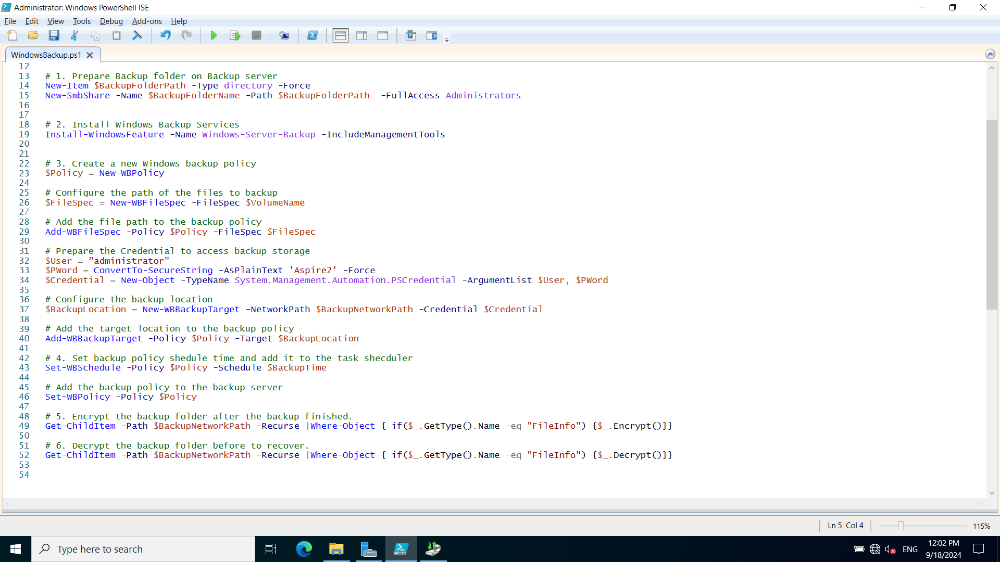 Administrator: Windows PowerShell ISE
File Edit View Tools Debug Add-ons Help
WindowsBackup.ps1
12
13 # 1. Prepare Backup folder on Backup server
14 New-Item $BackupFolderPath -Type directory -Force
15 New-SmbShare -Name $BackupFolderName -Path $BackupFolderPath  -FullAccess Administrators
16
17
18 # 2. Install Windows Backup Services
19 Install-WindowsFeature -Name Windows-Server-Backup -IncludeManagementTools
20
21
22 # 3. Create a new Windows backup policy
23 $Policy = New-WBPolicy
24
25 # Configure the path of the files to backup
26 $FileSpec = New-WBFileSpec -FileSpec $VolumeName
27
28 # Add the file path to the backup policy
29 Add-WBFileSpec -Policy $Policy -FileSpec $FileSpec
30
31 # Prepare the Credential to access backup storage
32 $User = "administrator"
33 $PWord = ConvertTo-SecureString -AsPlainText 'Aspire2' -Force
34 $Credential = New-Object -TypeName System.Management.Automation.PSCredential -ArgumentList $User, $PWord
35
36 # Configure the backup location
37 $BackupLocation = New-WBBackupTarget -NetworkPath $BackupNetworkPath -Credential $Credential
38
39 # Add the target location to the backup policy
40 Add-WBBackupTarget -Policy $Policy -Target $BackupLocation
41
42 # 4. Set backup policy shedule time and add it to the task shecduler
43 Set-WBSchedule -Policy $Policy -Schedule $BackupTime
44
45 # Add the backup policy to the backup server
46 Set-WBPolicy -Policy $Policy
47
48 # 5. Encrypt the backup folder after the backup finished.
49 Get-ChildItem -Path $BackupNetworkPath -Recurse |Where-Object { if($_.GetType().Name -eq "FileInfo") {$_.Encrypt()}}
50
51 # 6. Decrypt the backup folder before to recover.
52 Get-ChildItem -Path $BackupNetworkPath -Recurse |Where-Object { if($_.GetType().Name -eq "FileInfo") {$_.Decrypt()}}
53
54
Ln 5 Col 4
115%
Type here to search
ENG
12:02 PM
9/18/2024